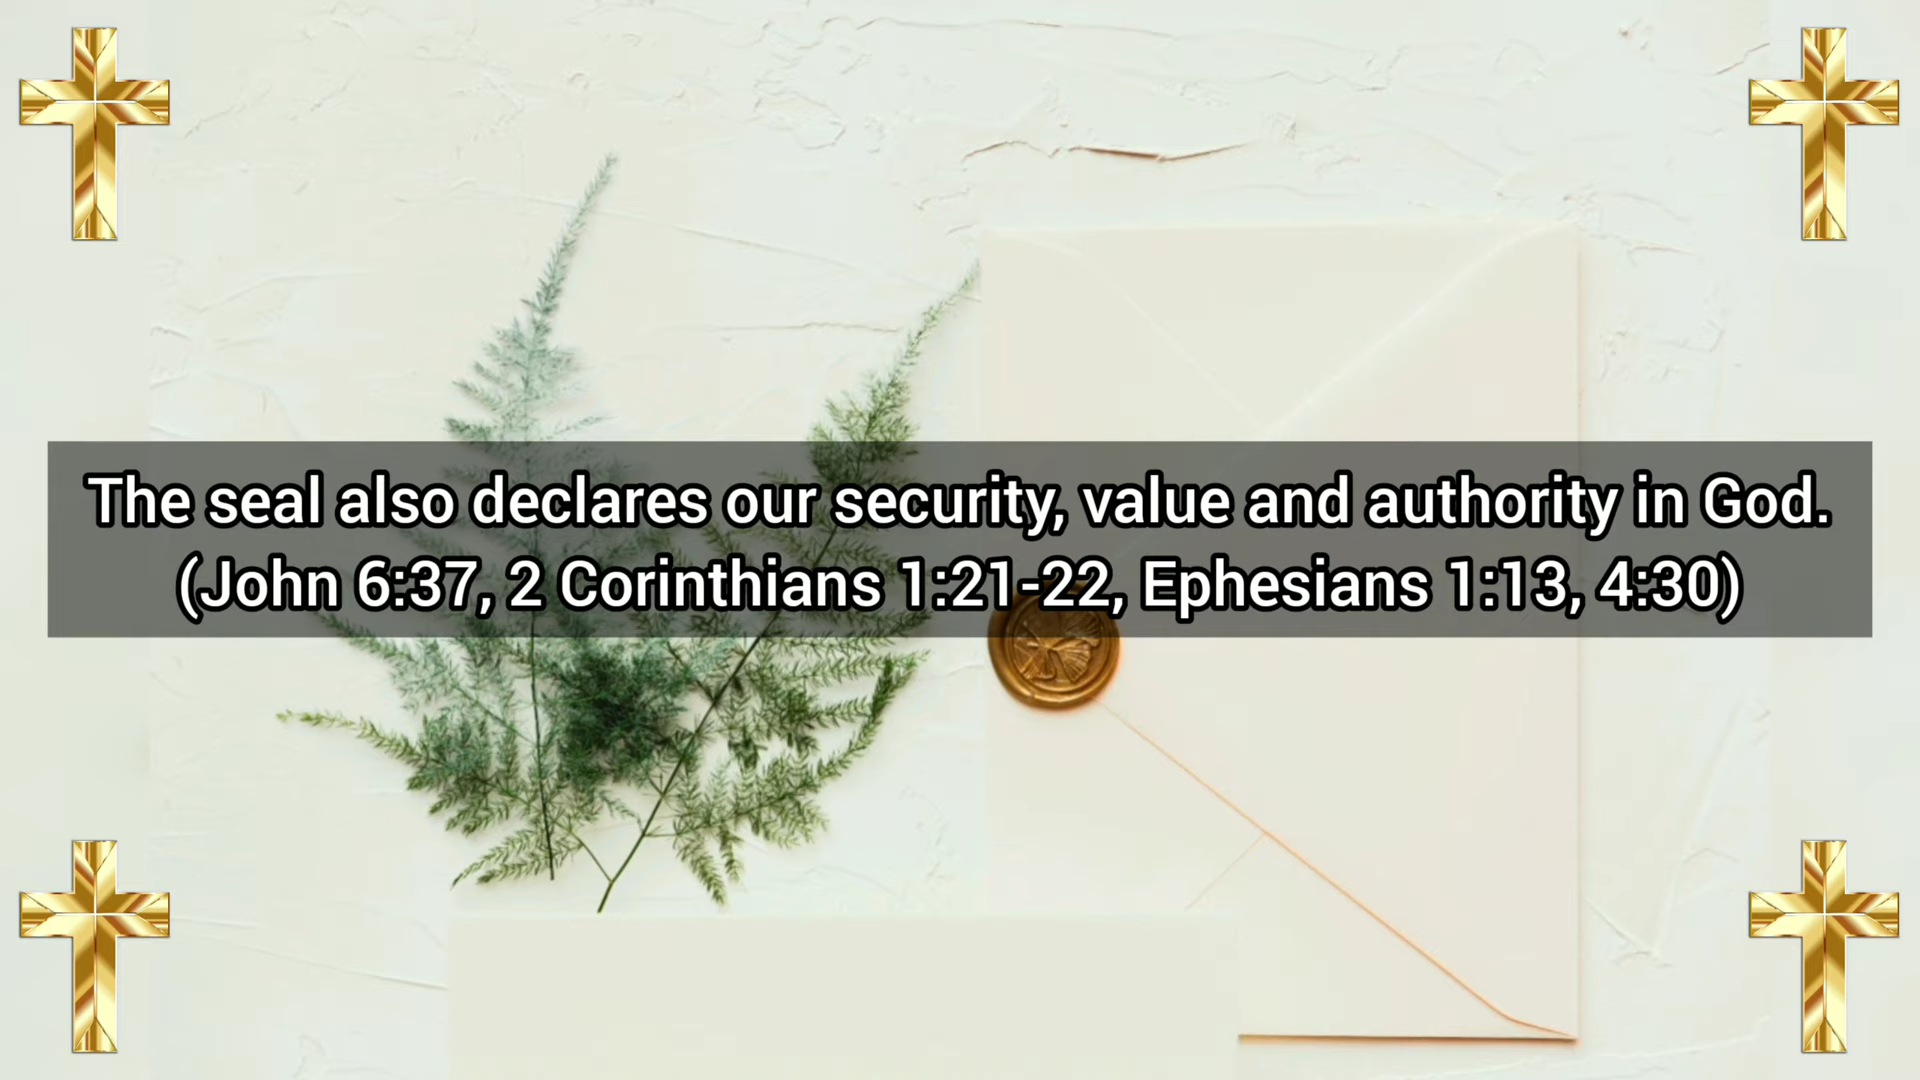 The seal also declares our security, value and authority in God.
(John 6:37, 2 Corinthians 1:21-22, Ephesians 1:13, 4:30)